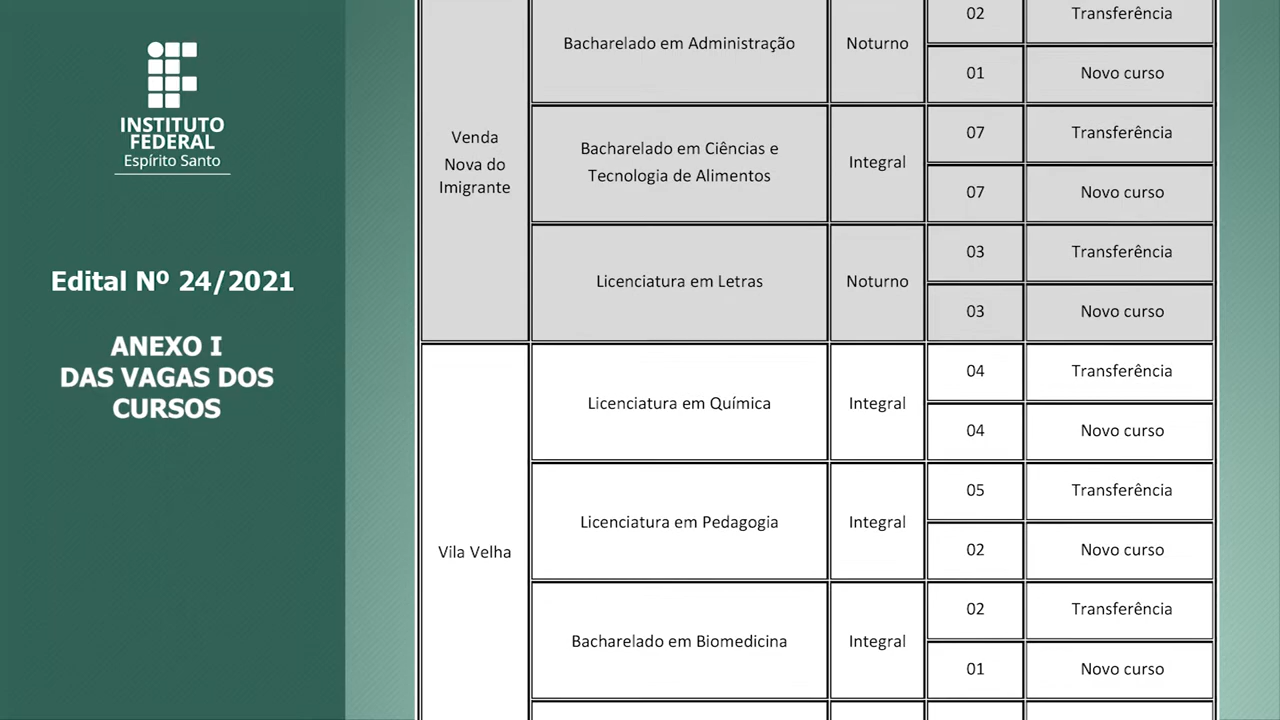 INSTITUTO
FEDERAL
Espírito Santo
Edital Nº 24/2021
ANEXO I
DAS VAGAS DOS
CURSOS
Venda
Nova do
Imigrante
Bacharelado em Administração
Noturno
02
Transferência
01
Novo curso
Bacharelado em Ciências e
Tecnologia de Alimentos
Integral
07
Transferência
07
Novo curso
Licenciatura em Letras
Noturno
03
Transferência
03
Novo curso
Vila Velha
Licenciatura em Química
Integral
04
Transferência
04
Novo curso
Licenciatura em Pedagogia
Integral
05
Transferência
02
Novo curso
Bacharelado em Biomedicina
Integral
02
Transferência
01
Novo curso